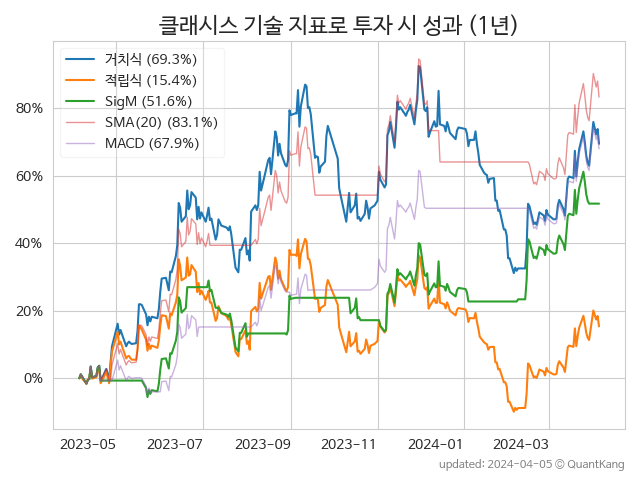 클래시스 기술 지표로 투자 시 성과 (1년)
거치식 (69.3%)
적립식 (15.4%)
SigM (51.6%)
SMA(20) (83.1%)
MACD (67.9%)
80%
60%
40%
20%
0%
2023-05 2023-07 2023-09 2023-11 2024-01 2024-03
updated: 2024-04-05 © QuantKang